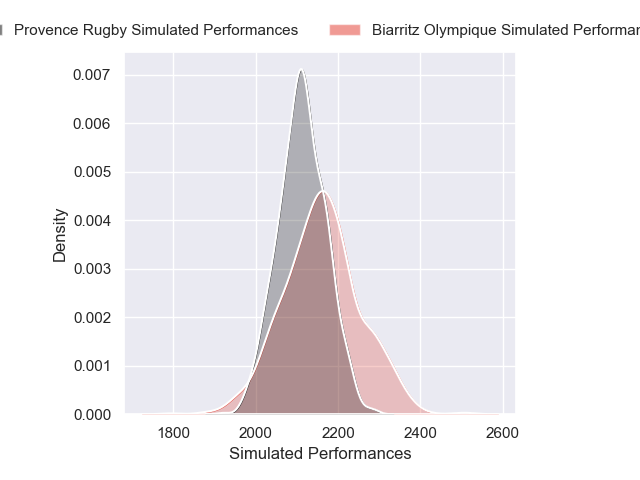 Provence Rugby Simulated Performances
Biarritz Olympique Simulated
0.007
0.006
0.005
0.004
0.003
0.002
0.001
0.000
Density
1800 2000 2200 2400 2600
Simulated Performances